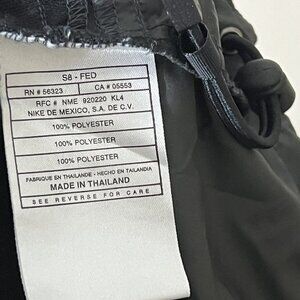 S8 - FED
RN # 56323 CA # 05553
RFC # NME 920220 KL4
NIKE DE MEXICO, S.A. DE C.V.
100% POLYESTER
100% POLYESTER
100% POLYESTER
FABRIQUE EN THAILANDE - HECHO EN TAILANDIA
MADE IN THAILAND
SEE REVERSE FOR CARE